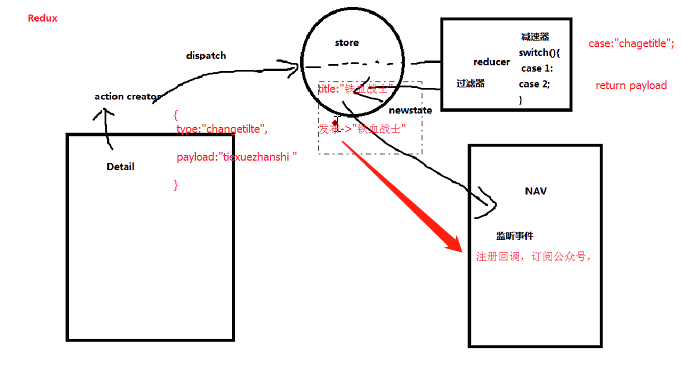 Redux
dispatch
store
action creator
{
type:"changetilte",
payload:"tiexuezhanshi "
}
Detail
title:"铁血战士"
发布->"铁血战士"
newstate
reducer
过滤器
减速器
switch(){
case 1:
case 2;
}
case:"chagetitle";
return payload
NAV
监听事件
注册回调，订阅公众号，